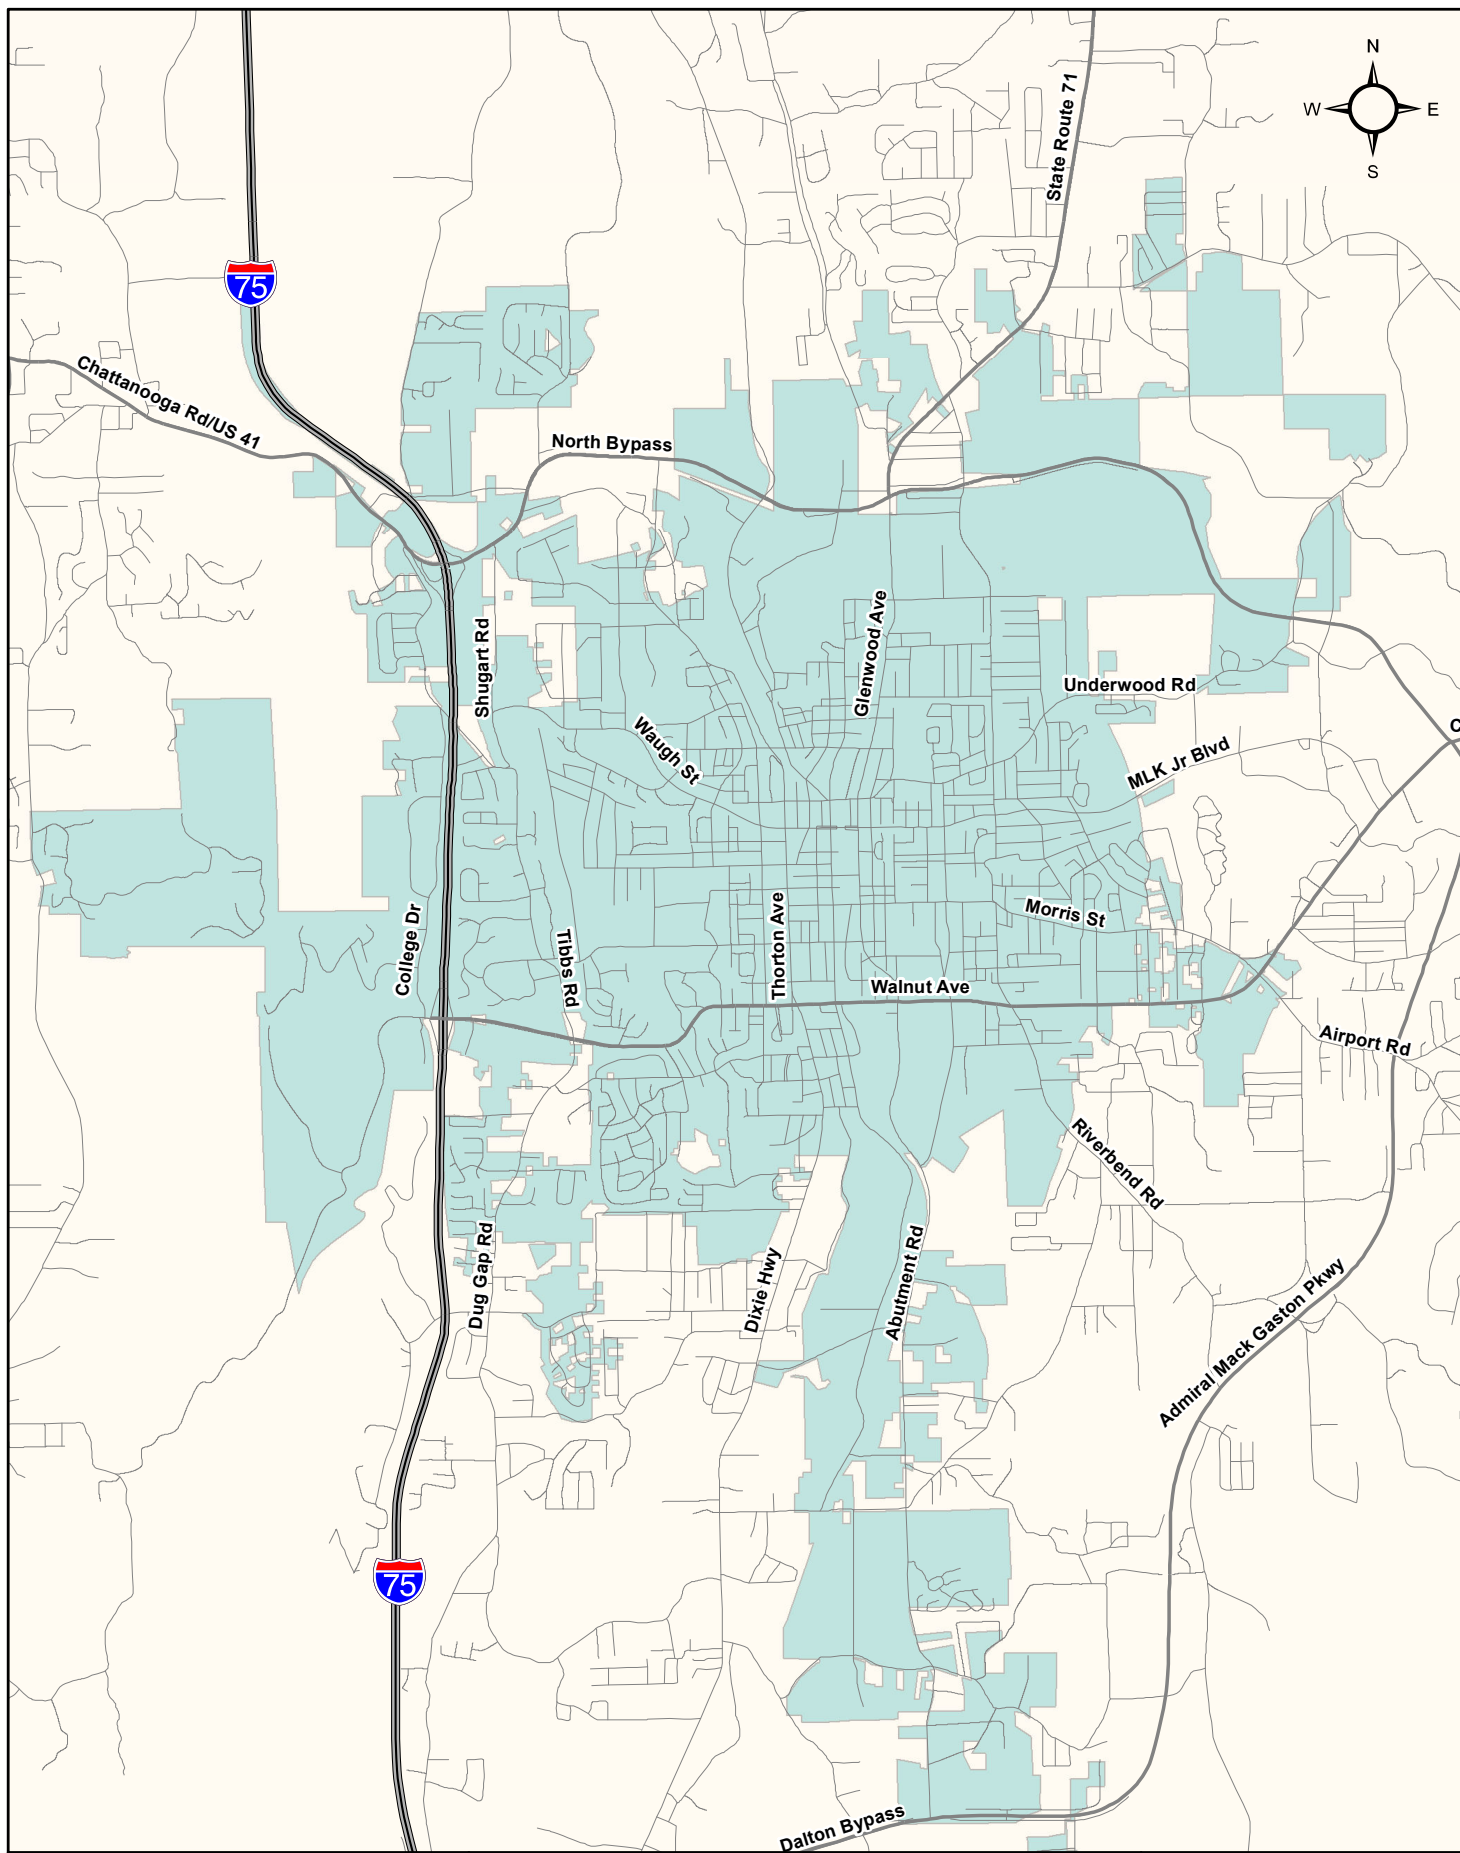 N
W
E
S
State Route 71
75
Chattanooga Rd/US 41
North Bypass
Shugart Rd
Glenwood Ave
Underwood Rd
Waugh St
C
MLK Jr Blvd
College Dr
Tibbs Rd
Thorton Ave
Morris St
Walnut Ave
Airport Rd
Riverbend Rd
Dug Gap Rd
Dixie Hwy
Abutment Rd
Admiral Mack Gaston Pkwy
75
Dalton Bypass